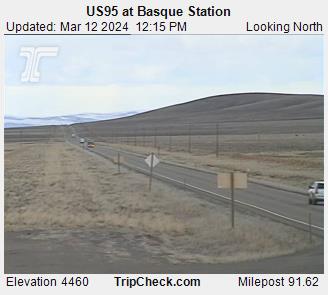 US95 at Basque Station
Updated: Mar 12 2024 12:15 PM Looking North
Elevation 4460 TripCheck.com Milepost 91.62